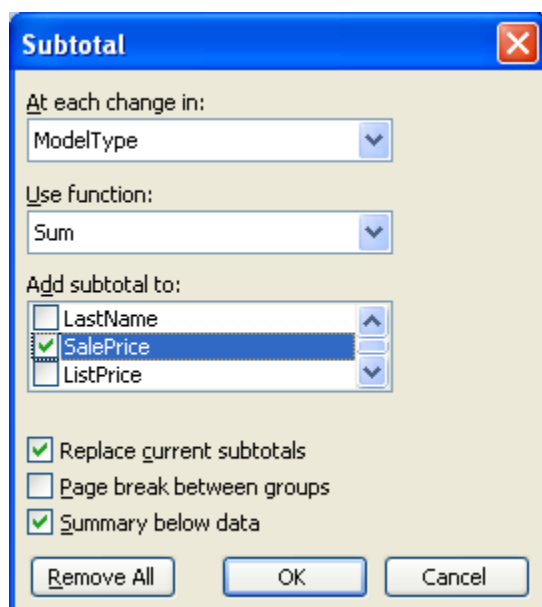 Subtotal
At each change in:
ModelType
Use function:
Sum
Add subtotal to:
LastName
SalePrice
ListPrice
Replace current subtotals
Page break between groups
Summary below data
Remove All OK Cancel